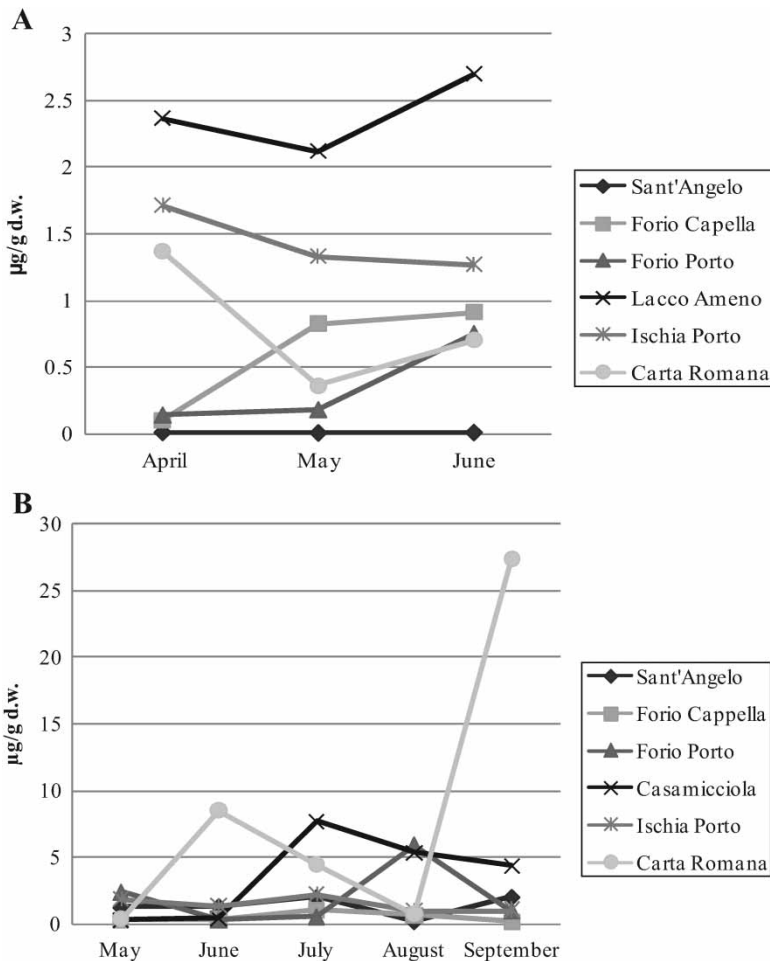 A
3
2.5
2
1.5
1
0.5
0
µg/g d.w.
April May June
Sant'Angelo
Forio Capella
Forio Porto
Lacco Ameno
Ischia Porto
Carta Romana
B
30
25
20
15
10
5
0
µg/g d.w.
May June July August September
Sant'Angelo
Forio Cappella
Forio Porto
Casamicciola
Ischia Porto
Carta Romana